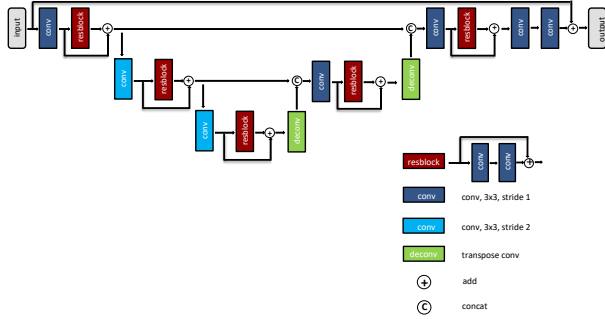 input
conv
resblock
+
C
conv
resblock
+
conv
conv
+
output
conv
resblock
+
C
conv
resblock
+
deconv
conv
resblock
+
deconv
resblock
conv
conv
+
conv
conv, 3x3, stride 1
conv
conv, 3x3, stride 2
deconv
transpose conv
+
add
C
concat